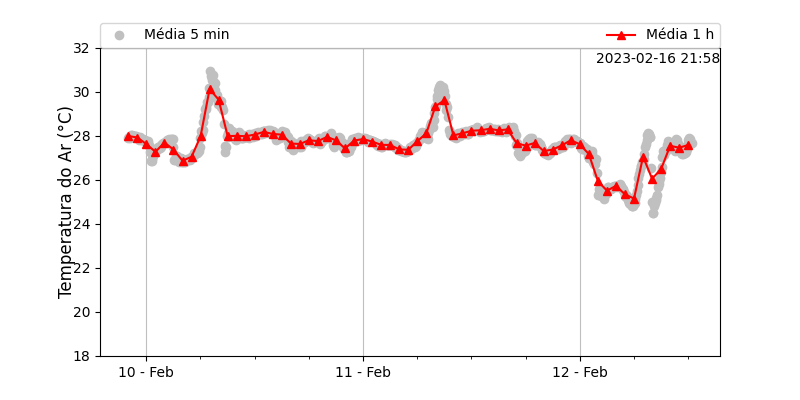 Média 5 min
Média 1 h
2023-02-16 21:58
Temperatura do Ar (°C)
32
30
28
26
24
22
20
18
10 - Feb
11 - Feb
12 - Feb